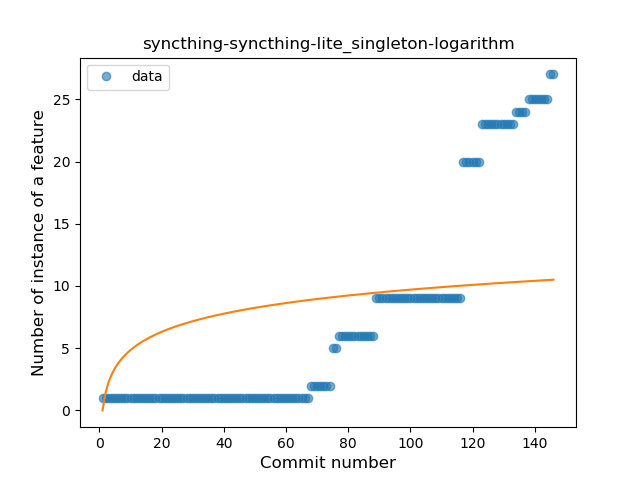 syncthing-syncthing-lite_singleton-logarithm
data
Number of instance of a feature
25
20
15
10
5
0
0 20 40 60 80 100 120 140
Commit number